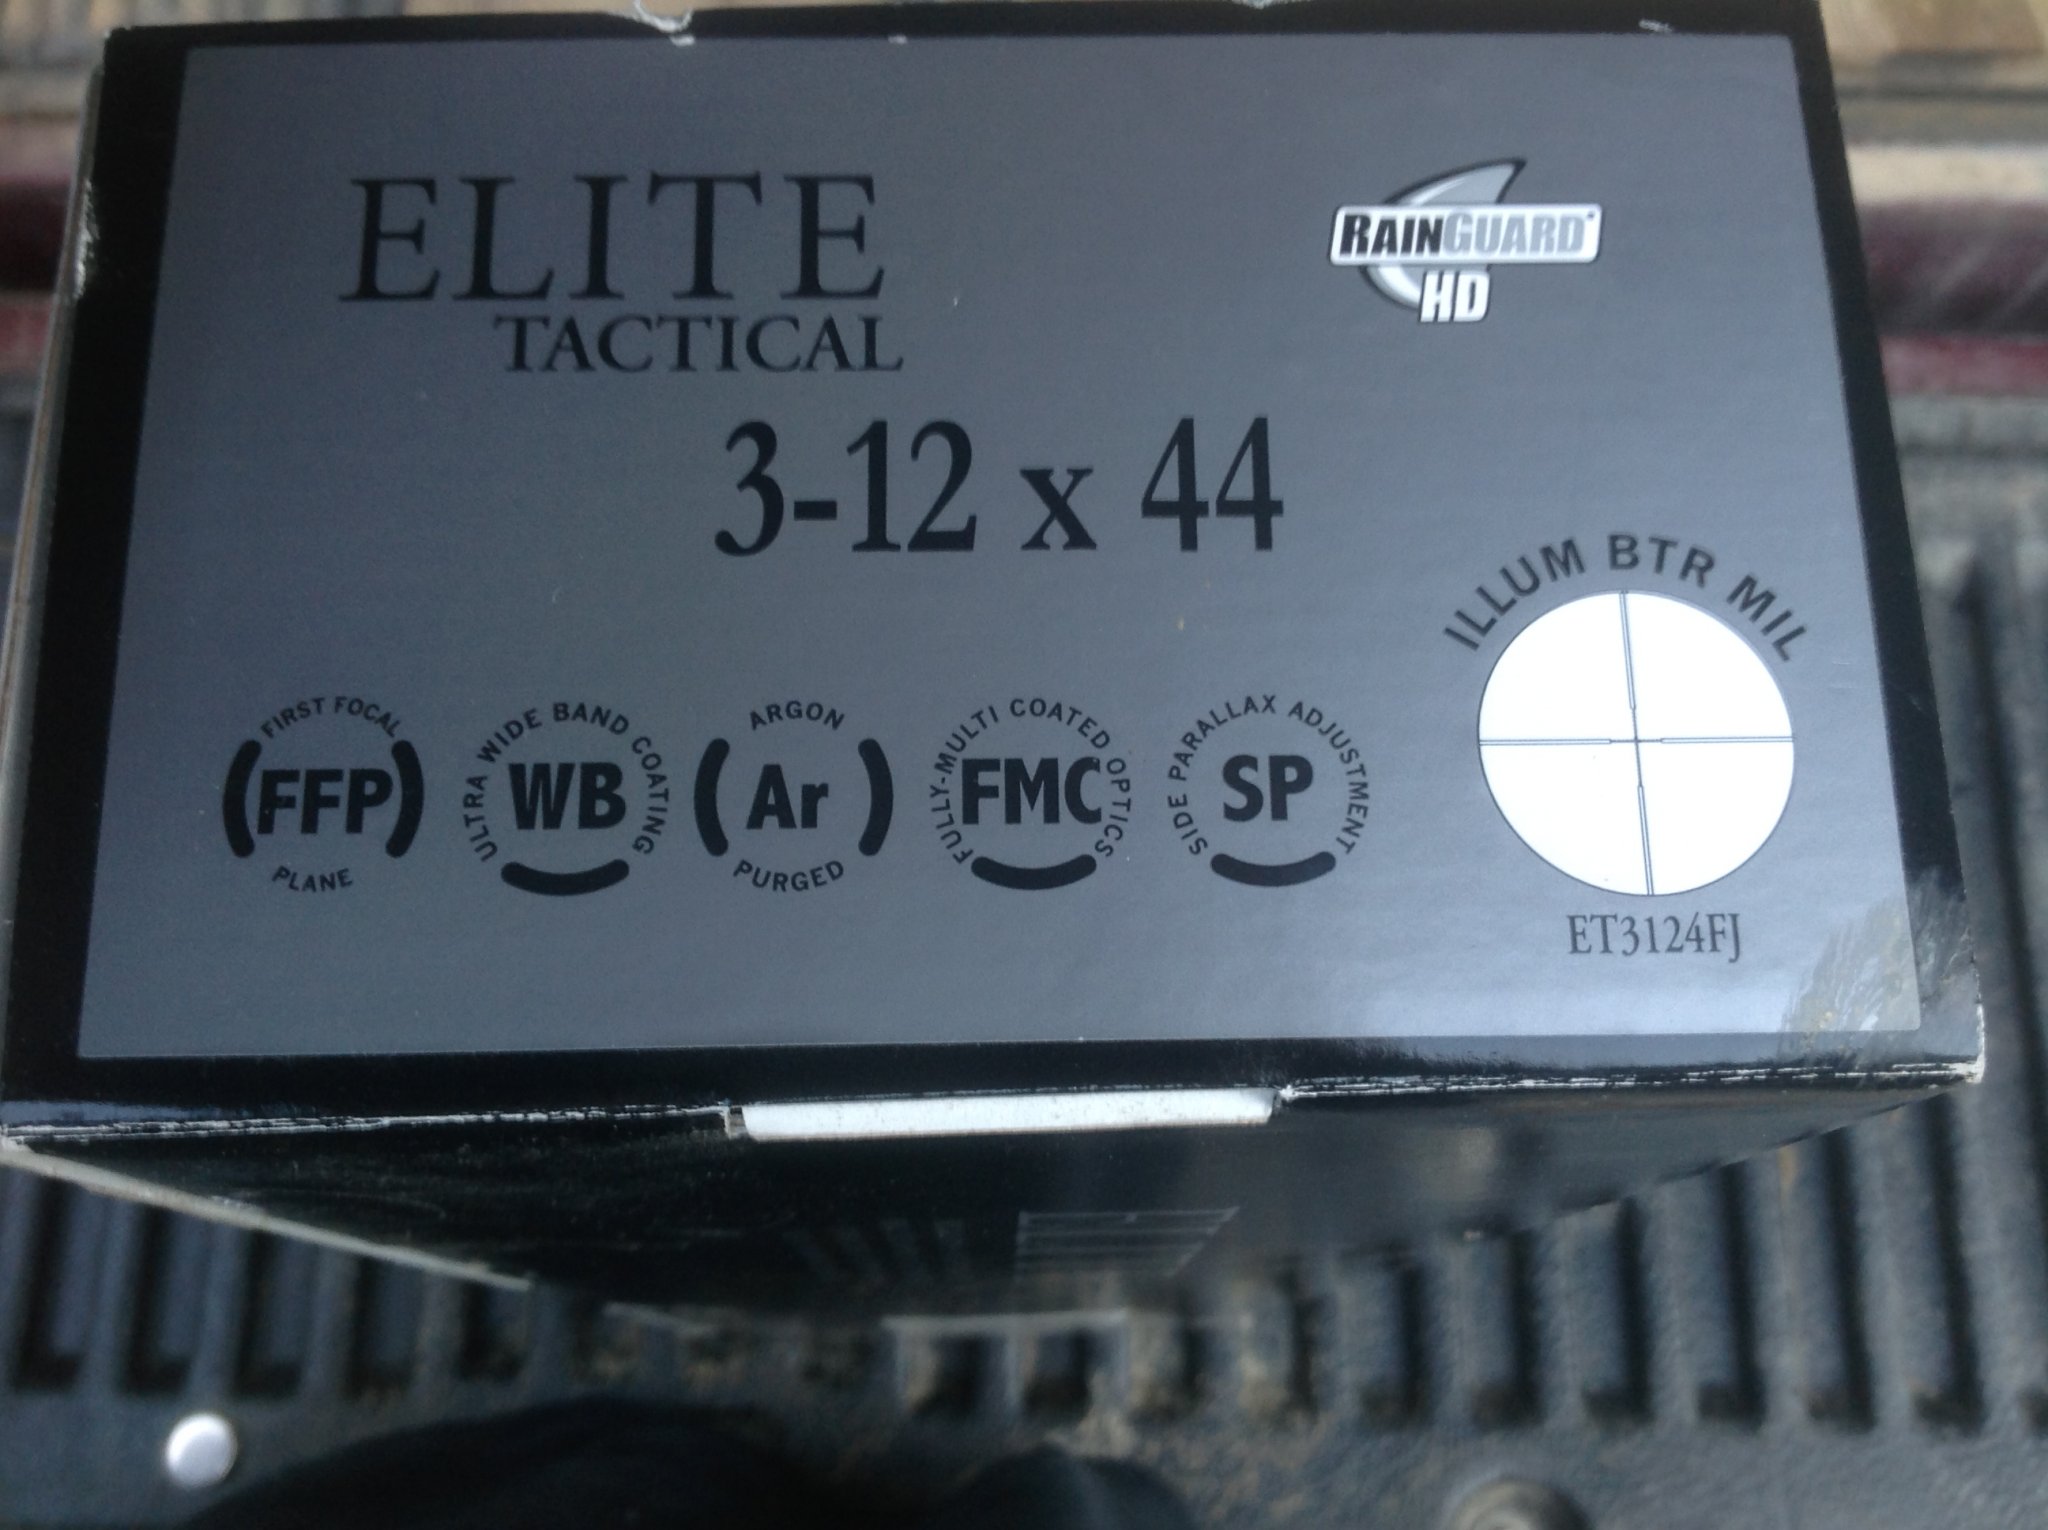 ELITE
TACTICAL
RAINGUARD®
HD
3-12 x 44
ILLUM BTR MIL
FIRST FOCAL
FFP
PLANE
ULTRA WIDE BAND COATING
WB
ARGON
Ar
PURGED
FULLY-MULTI COATED OPTICS
FMC
SIDE PARALLAX ADJUSTMENT
SP
ET3124FJ